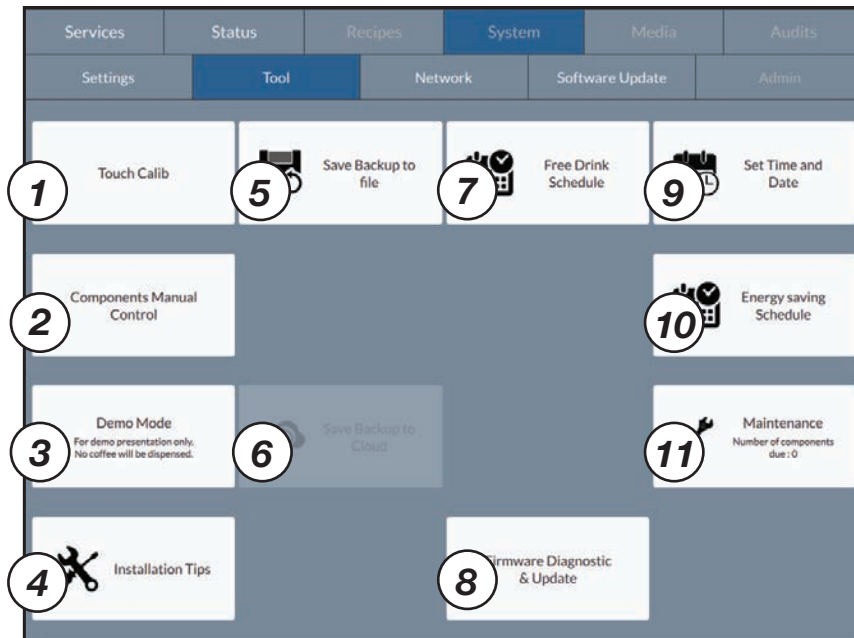 Services Status Recipes System Media Audits
Settings Tool Network Software Update Admin
1 Touch Calib
5 Save Backup to
file
7 Free Drink
Schedule
9 Set Time and
Date
2 Components Manual
Control
10 Energy saving
Schedule
3 Demo Mode
For demo presentation only.
No coffee will be dispensed.
6 Save Backup to
Cloud
11 Maintenance
Number of components
due : 0
4 Installation Tips
8 Firmware Diagnostic
& Update